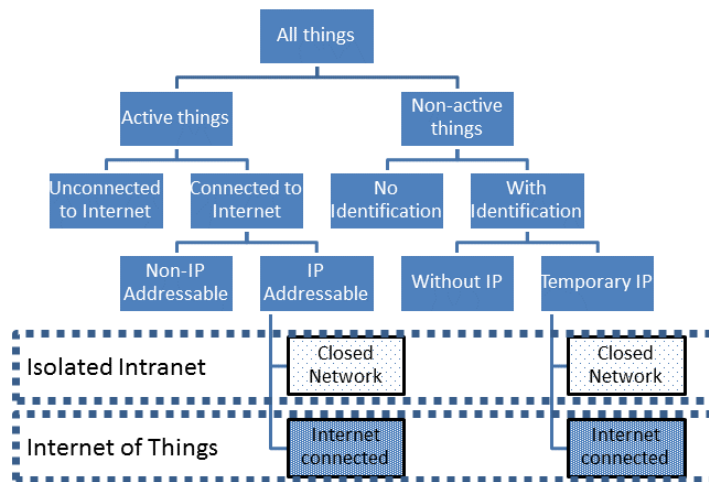 All things
Active things
Non-active
things
Unconnected
to Internet
Connected to
Internet
No
Identification
With
Identification
Non-IP
Addressable
IP
Addressable
Without IP
Temporary IP
Isolated Intranet
Closed
Network
Closed
Network
Internet of Things
Internet
connected
Internet
connected